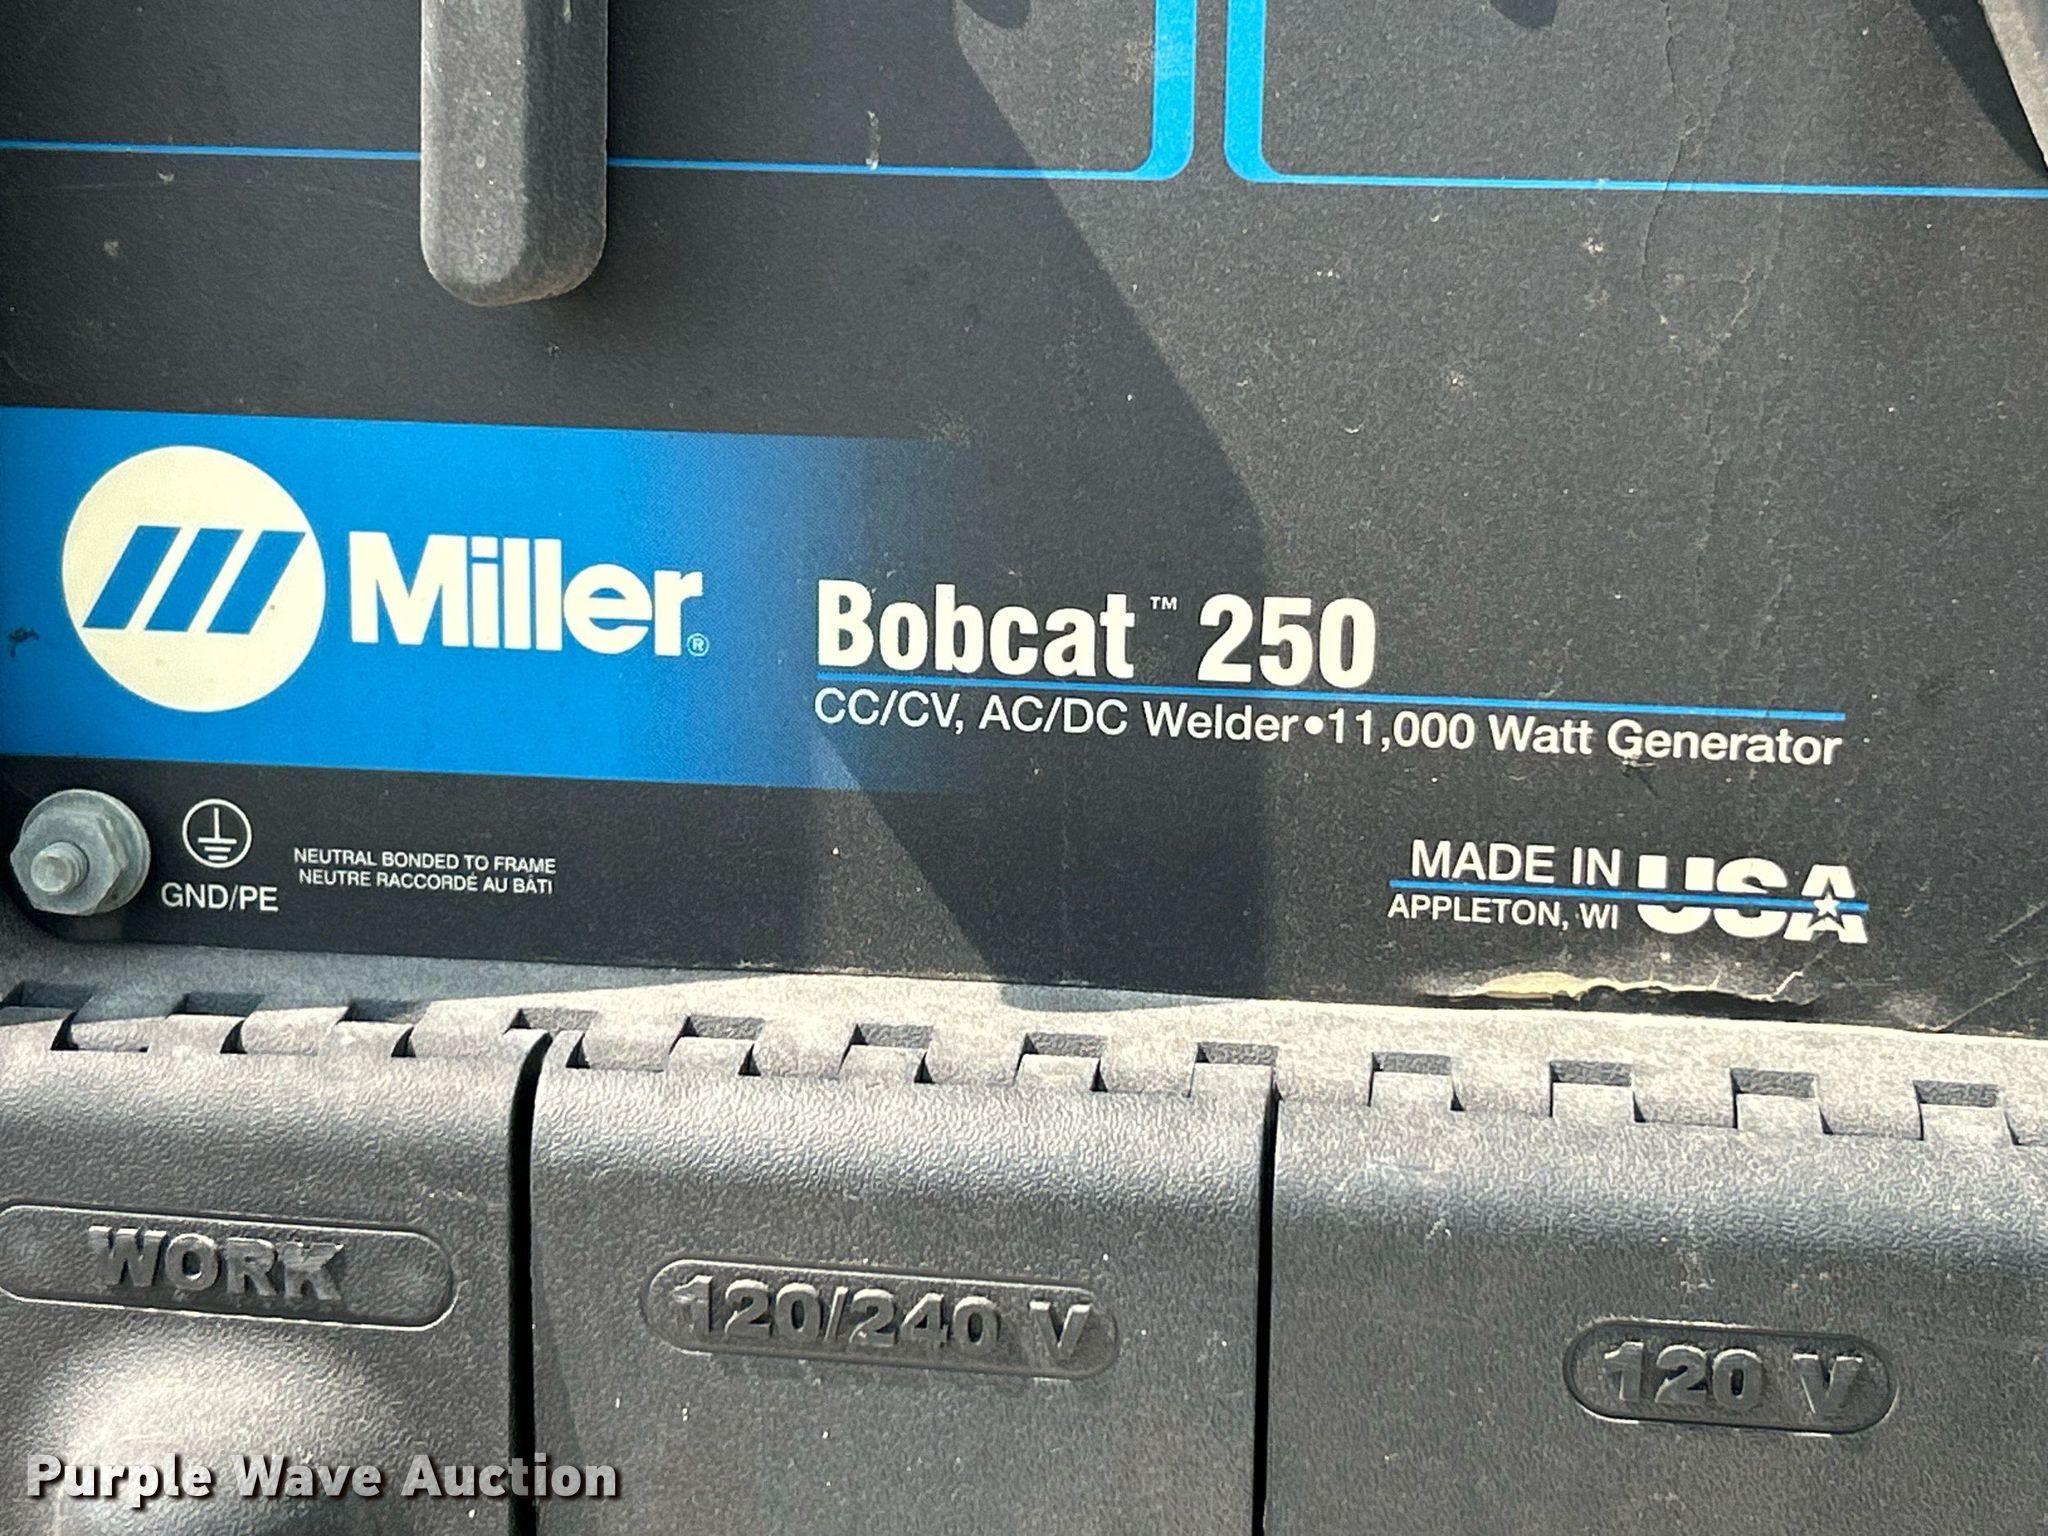 Miller®
Bobcat™ 250
CC/CV, AC/DC Welder•11,000 Watt Generator
GND/PE
NEUTRAL BONDED TO FRAME
NEUTRE RACCORDÉ AU BÂTI
MADE IN USA
APPLETON, WI
WORK
120/240 V
120 V
Purple Wave Auction